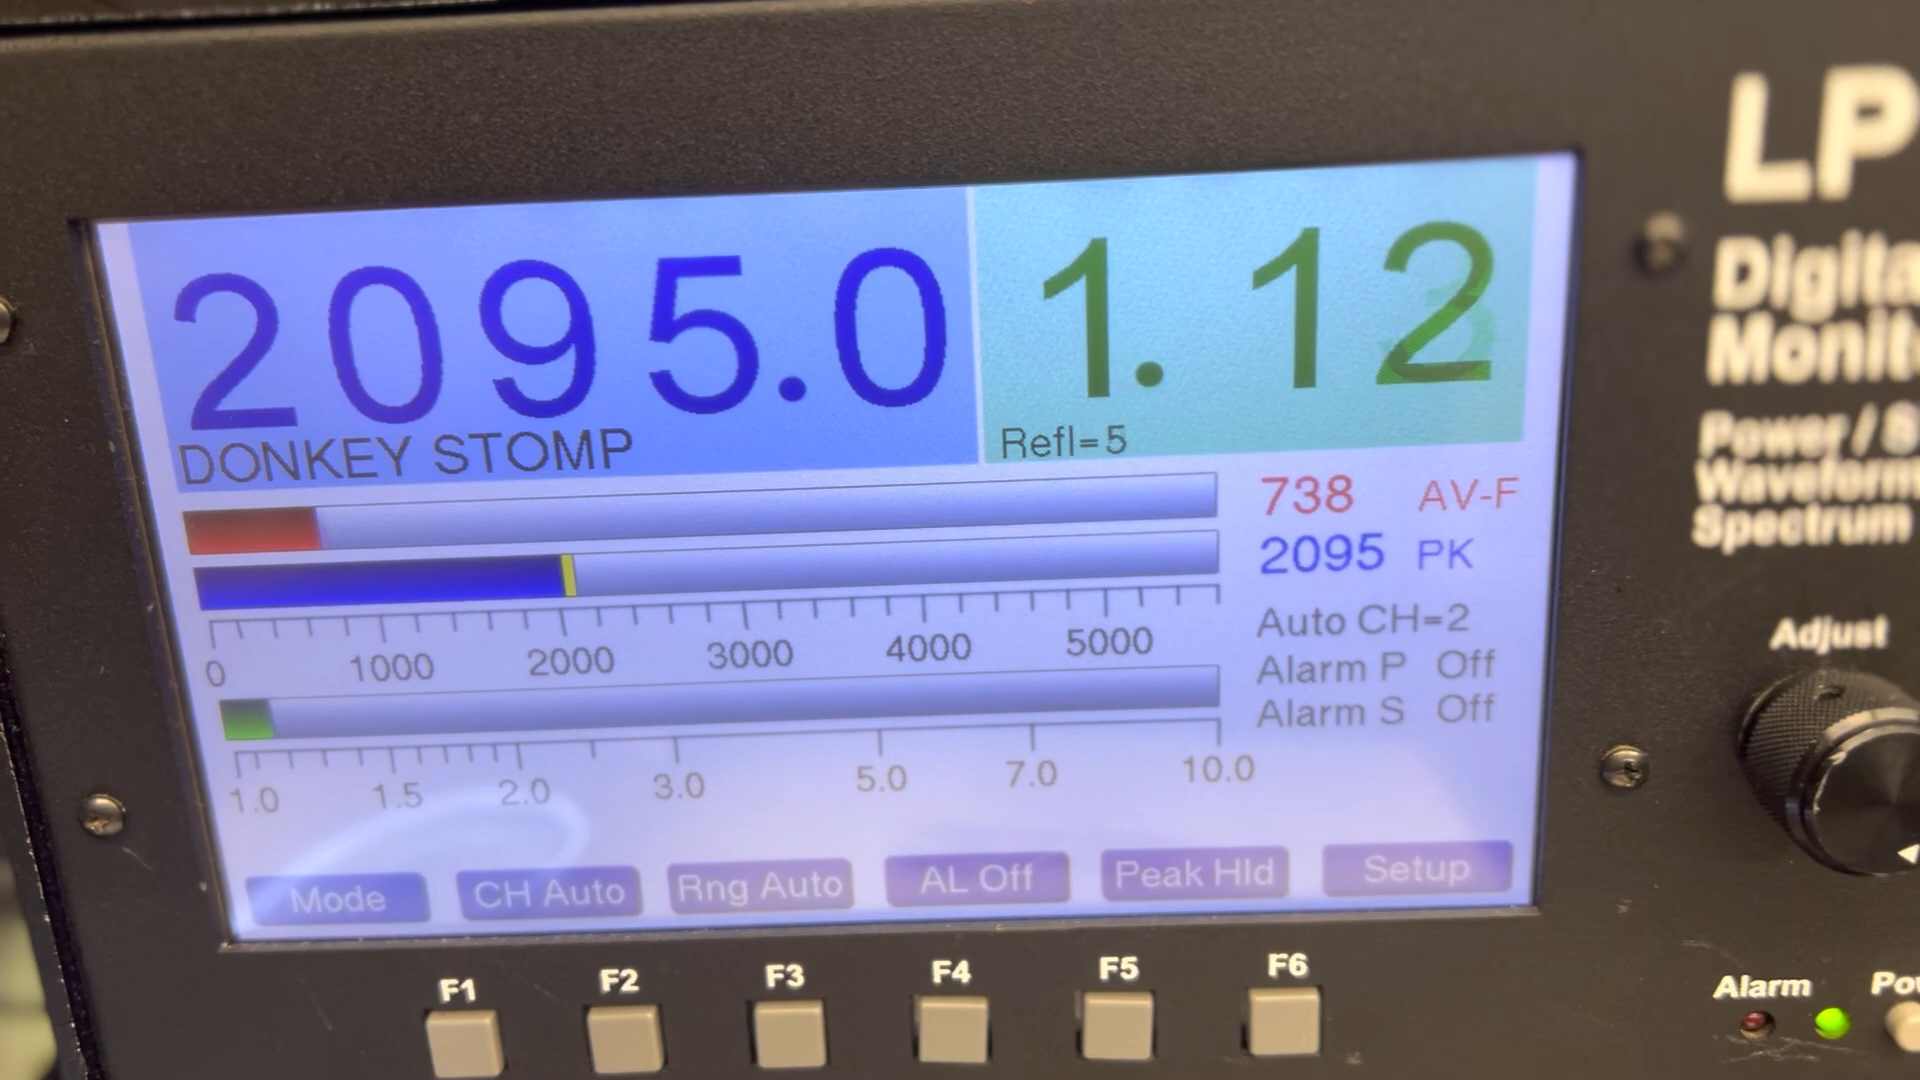 2095.0
1.12
DONKEY STOMP
Refl=5
738 AV-F
2095 PK
0 1000 2000 3000 4000 5000
Auto CH=2
Alarm P Off
Alarm S Off
1.0 1.5 2.0 3.0 5.0 7.0 10.0
Mode CH Auto Rng Auto AL Off Peak Hld Setup
F1 F2 F3 F4 F5 F6
LP
Digita
Monit
Power / S
Waveform
Spectrum
Adjust
Alarm